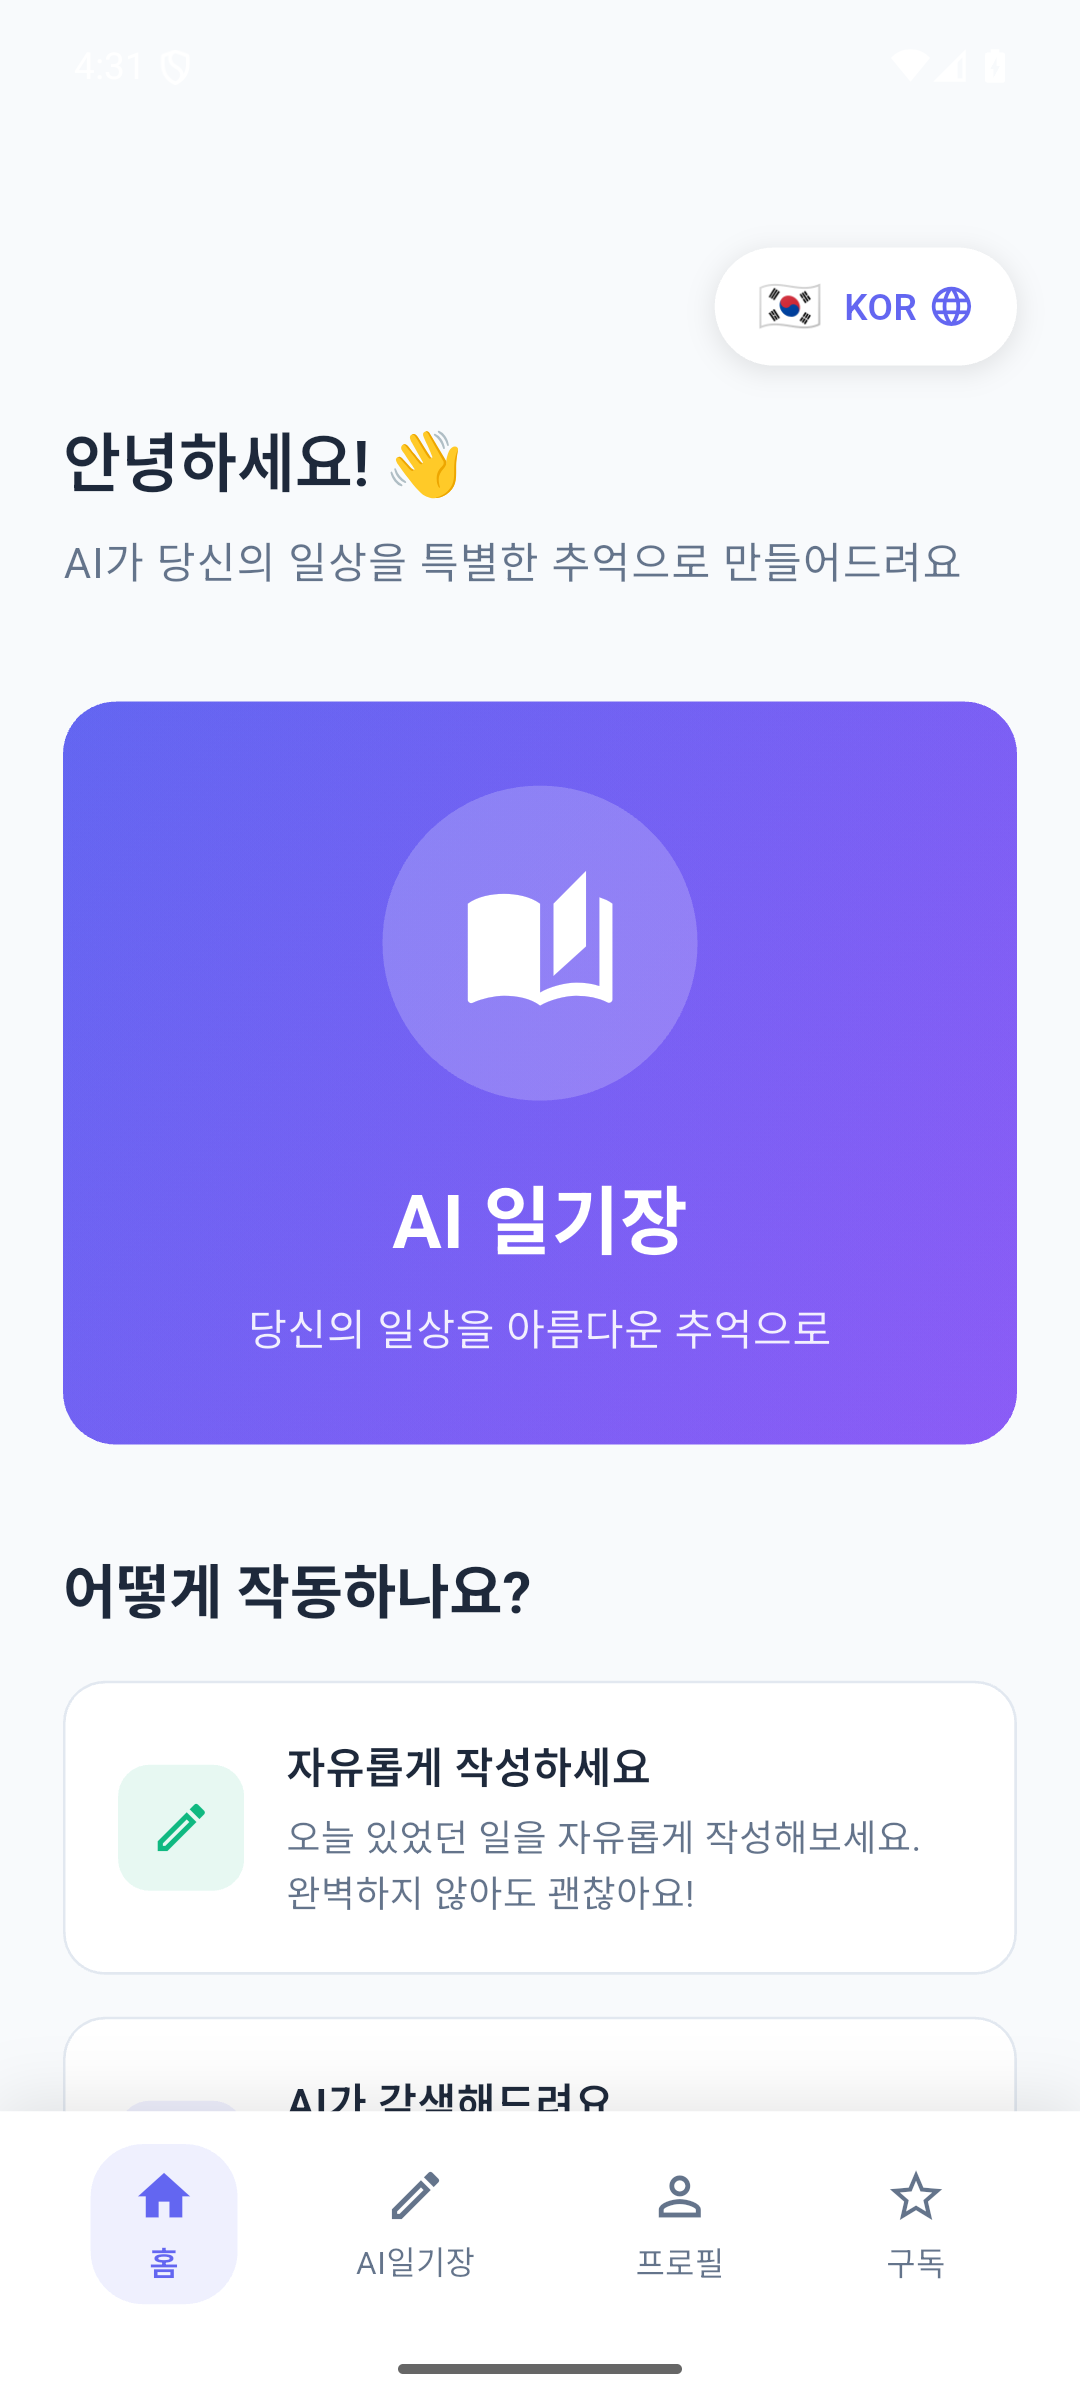 4:31
KOR
안녕하세요! 👋
AI가 당신의 일상을 특별한 추억으로 만들어드려요
AI 일기장
당신의 일상을 아름다운 추억으로
어떻게 작동하나요?
자유롭게 작성하세요
오늘 있었던 일을 자유롭게 작성해보세요.
완벽하지 않아도 괜찮아요!
AI가 각색해드려요
홈
AI일기장
프로필
구독